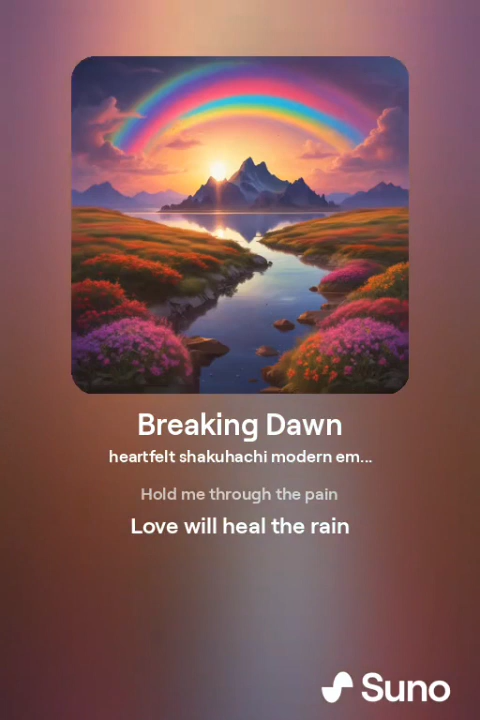 Breaking Dawn
heartfelt shakuhachi modern em...
Hold me through the pain
Love will heal the rain
Suno